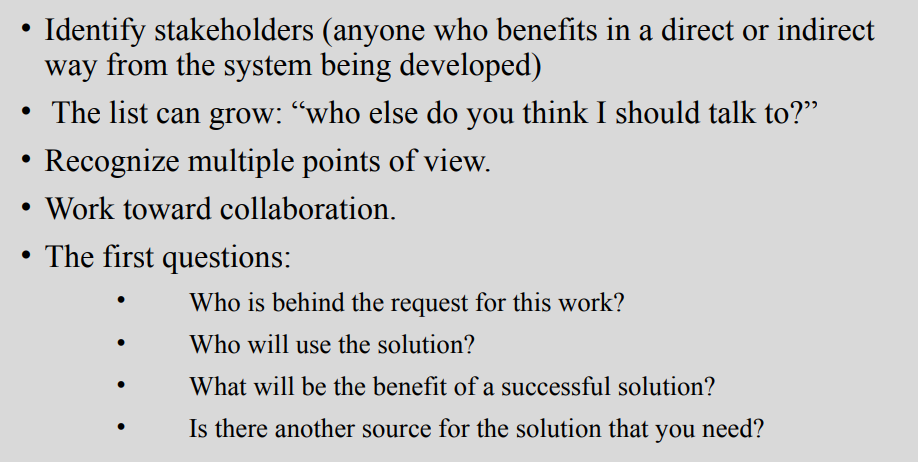 • Identify stakeholders (anyone who benefits in a direct or indirect
way from the system being developed)
• The list can grow: “who else do you think I should talk to?”
• Recognize multiple points of view.
• Work toward collaboration.
• The first questions:
• Who is behind the request for this work?
• Who will use the solution?
• What will be the benefit of a successful solution?
• Is there another source for the solution that you need?